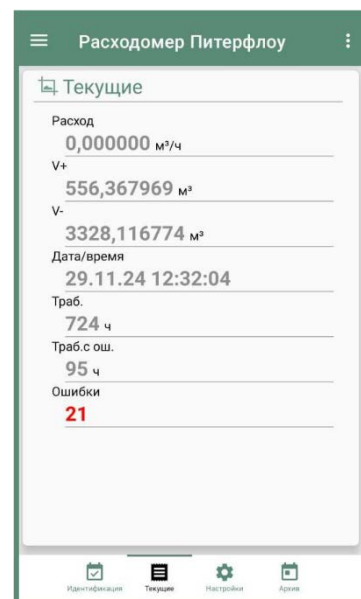 Расходомер Питерфлоу
Текущие
Расход
0,000000 м³/ч
V+
556,367969 м³
V-
3328,116774 м³
Дата/время
29.11.24 12:32:04
Траб.
724 ч
Траб.с ош.
95 ч
Ошибки
21
Идентификация Текущие Настройки Архив